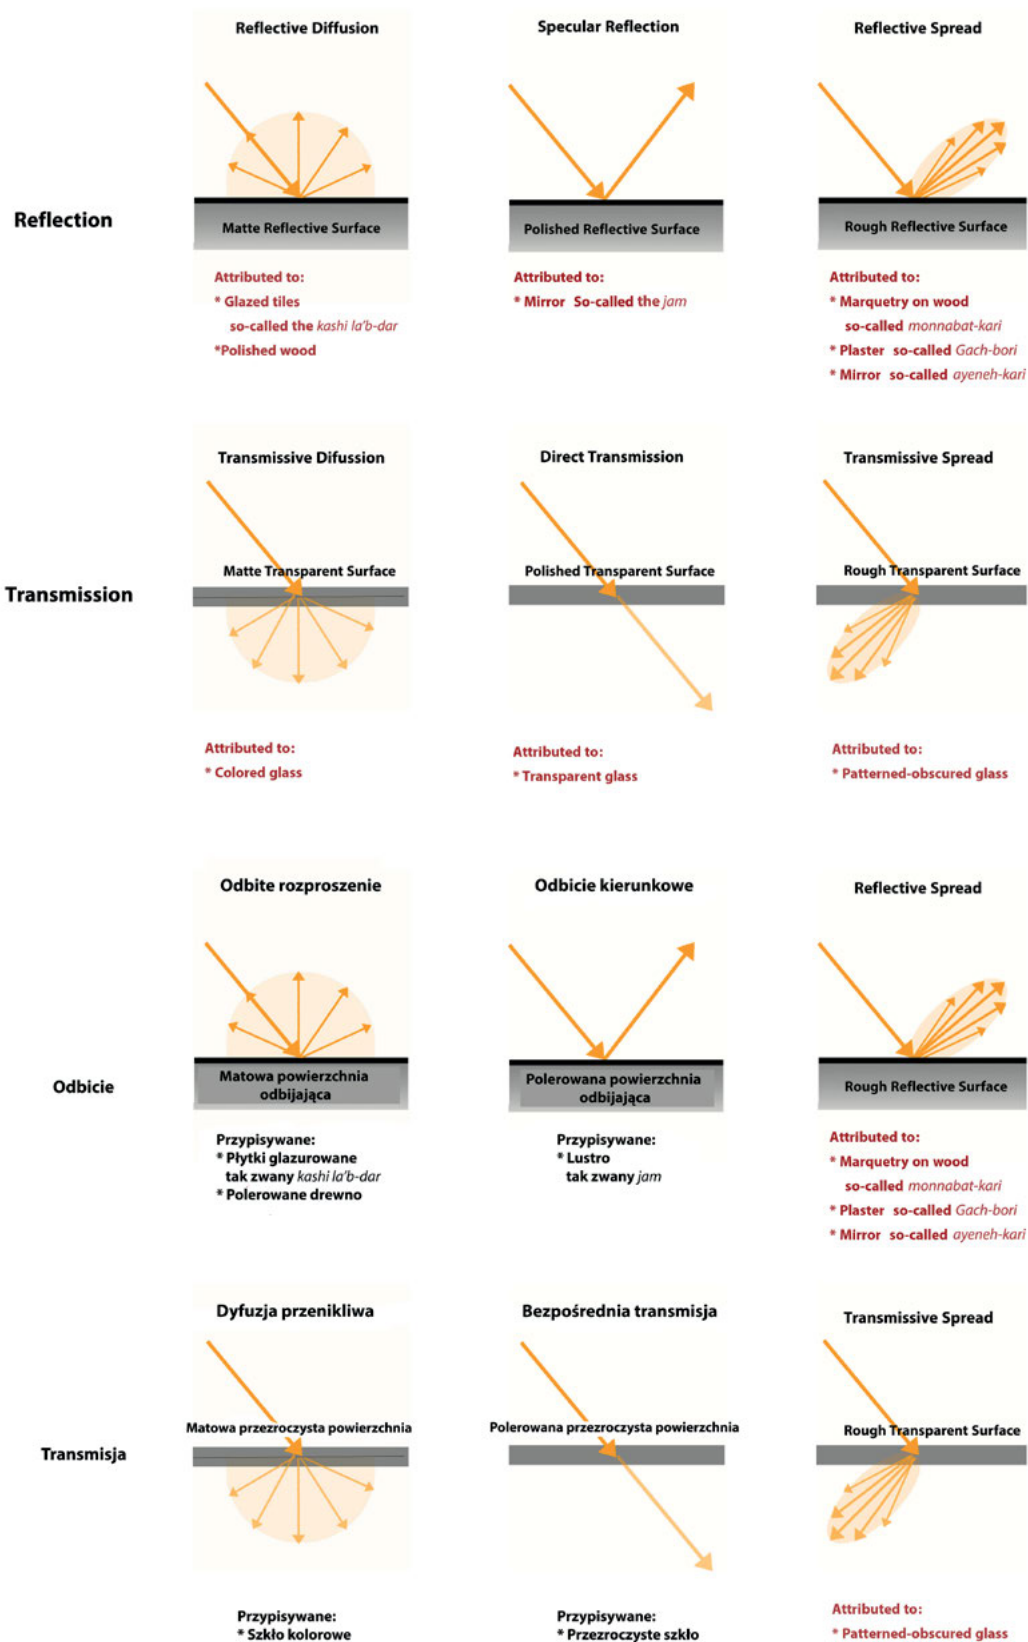 Reflective Diffusion
Specular Reflection
Reflective Spread
Reflection
Matte Reflective Surface
Polished Reflective Surface
Rough Reflective Surface
Attributed to:
* Glazed tiles
so-called the kashi la'b-dar
*Polished wood
Attributed to:
* Mirror So-called the jam
Attributed to:
* Marquetry on wood
so-called monnabat-kari
* Plaster so-called Gach-bori
* Mirror so-called ayeneh-kari
Transmissive Difussion
Direct Transmission
Transmissive Spread
Transmission
Matte Transparent Surface
Polished Transparent Surface
Rough Transparent Surface
Attributed to:
* Colored glass
Attributed to:
* Transparent glass
Attributed to:
* Patterned-obscured glass
Odbite rozproszenie
Odbicie kierunkowe
Reflective Spread
Odbicie
Matowa powierzchnia
odbijająca
Polerowana powierzchnia
odbijająca
Rough Reflective Surface
Przypisywane:
* Płytki glazurowane
tak zwany kashi la'b-dar
* Polerowane drewno
Przypisywane:
* Lustro
tak zwany jam
Attributed to:
* Marquetry on wood
so-called monnabat-kari
* Plaster so-called Gach-bori
* Mirror so-called ayeneh-kari
Dyfuzja przenikliwa
Bezpośrednia transmisja
Transmissive Spread
Transmisja
Matowa przezroczysta powierzchnia
Polerowana przezroczysta powierzchnia
Rough Transparent Surface
Przypisywane:
* Szkło kolorowe
Przypisywane:
* Przezroczyste szkło
Attributed to:
* Patterned-obscured glass